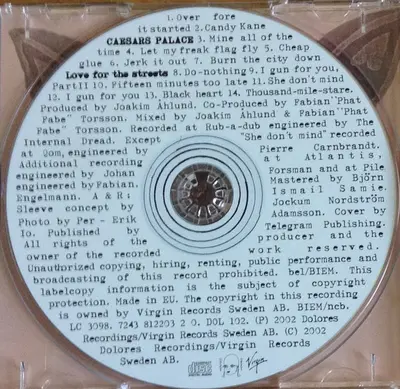 1. Over fore
it started 2.Candy Kane
CAESARS PALACE 3. Mine all of the
time 4. Let my freak flag fly 5. Cheap
glue 6. Jerk it out 7. Burn the city down
Love for the streets 8. Do-nothing 9. I gun for you,
PartII 10. Fifteen minutes too late 11. She don't mind
12. I gun for you 13. Black heart 14. Thousand-mile-stare.
Produced by Joakim Åhlund. Co-Produced by Fabian "Phat
Fabe" Torsson. Mixed by Joakim Åhlund & Fabian "Phat
Fabe" Torsson. Recorded at Rub-a-dub engineered by The
Internal Dread. Except "She don't mind" recorded
at Qom, engineered by Pierre Carnbrandt.
Additional recording at Atlantis,
engineered by Johan Forsman and at Pile
engineered by Fabian. Mastered by Björn
Engelmann. A & R: Ismail Samie.
Sleeve concept by Jockum Nordström
Photo by Per - Erik Adamsson. Cover by
Io. Published by Telegram Publishing.
All rights of the producer and the
owner of the recorded work reserved.
Unauthorized copying, hiring, renting, public performance and
broadcasting of this record prohibited. bel/BIEM. This
labelcopy information is the subject of copyright
protection. Made in EU. The copyright in this recording
is owned by Virgin Records Sweden AB. BIEM/ncb.
LC 3098. 7243 812203 2 0. DOL 102. (P) 2002 Dolores
Recordings/Virgin Records Sweden AB. (C) 2002
Dolores Recordings/Virgin Records
Sweden AB.
Virgin